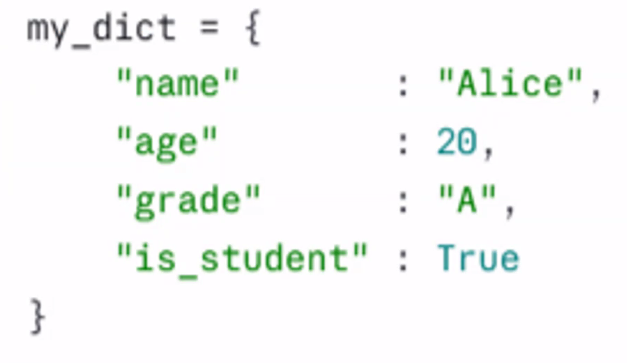 my_dict = {
    "name"       : "Alice",
    "age"        : 20,
    "grade"      : "A",
    "is_student" : True
}